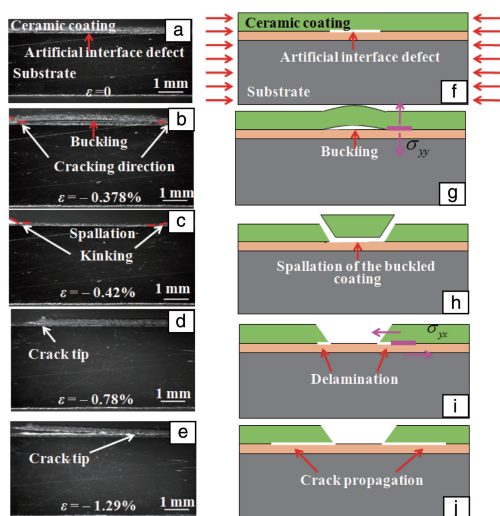 Ceramic coating
a
Artificial interface defect
Substrate
ε=0
1 mm
b
Buckling
Cracking direction
ε=−0.378%
1 mm
c
Spallation
Kinking
ε=−0.42%
1 mm
d
Crack tip
ε=−0.78%
1 mm
e
Crack tip
ε=−1.29%
1 mm
Ceramic coating
Artificial interface defect
Substrate
f
Buckling
σyy
g
Spallation of the buckled
coating
h
σyx
Delamination
i
Crack propagation
j